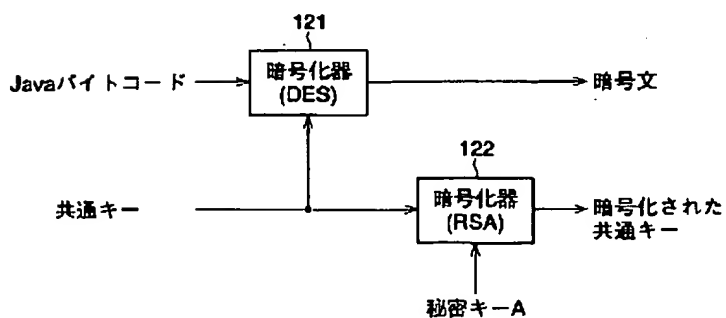 121
Javaバイトコード
暗号化器
(DES)
暗号文
122
共通キー
暗号化器
(RSA)
暗号化された
共通キー
秘密キーA